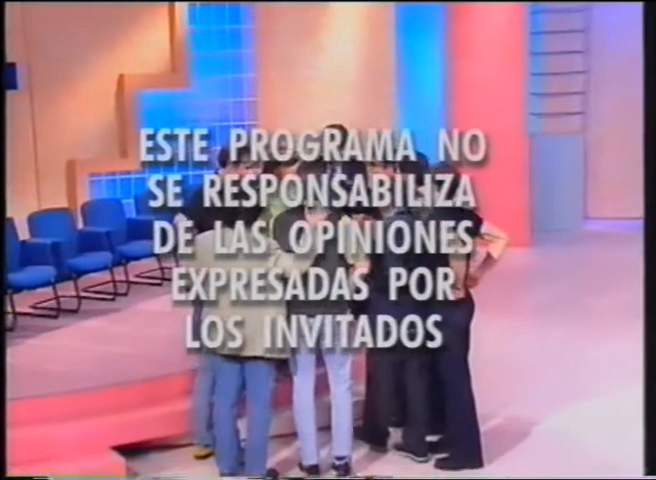 ESTE PROGRAMA NO
SE RESPONSABILIZA
DE LAS OPINIONES
EXPRESADAS POR
LOS INVITADOS